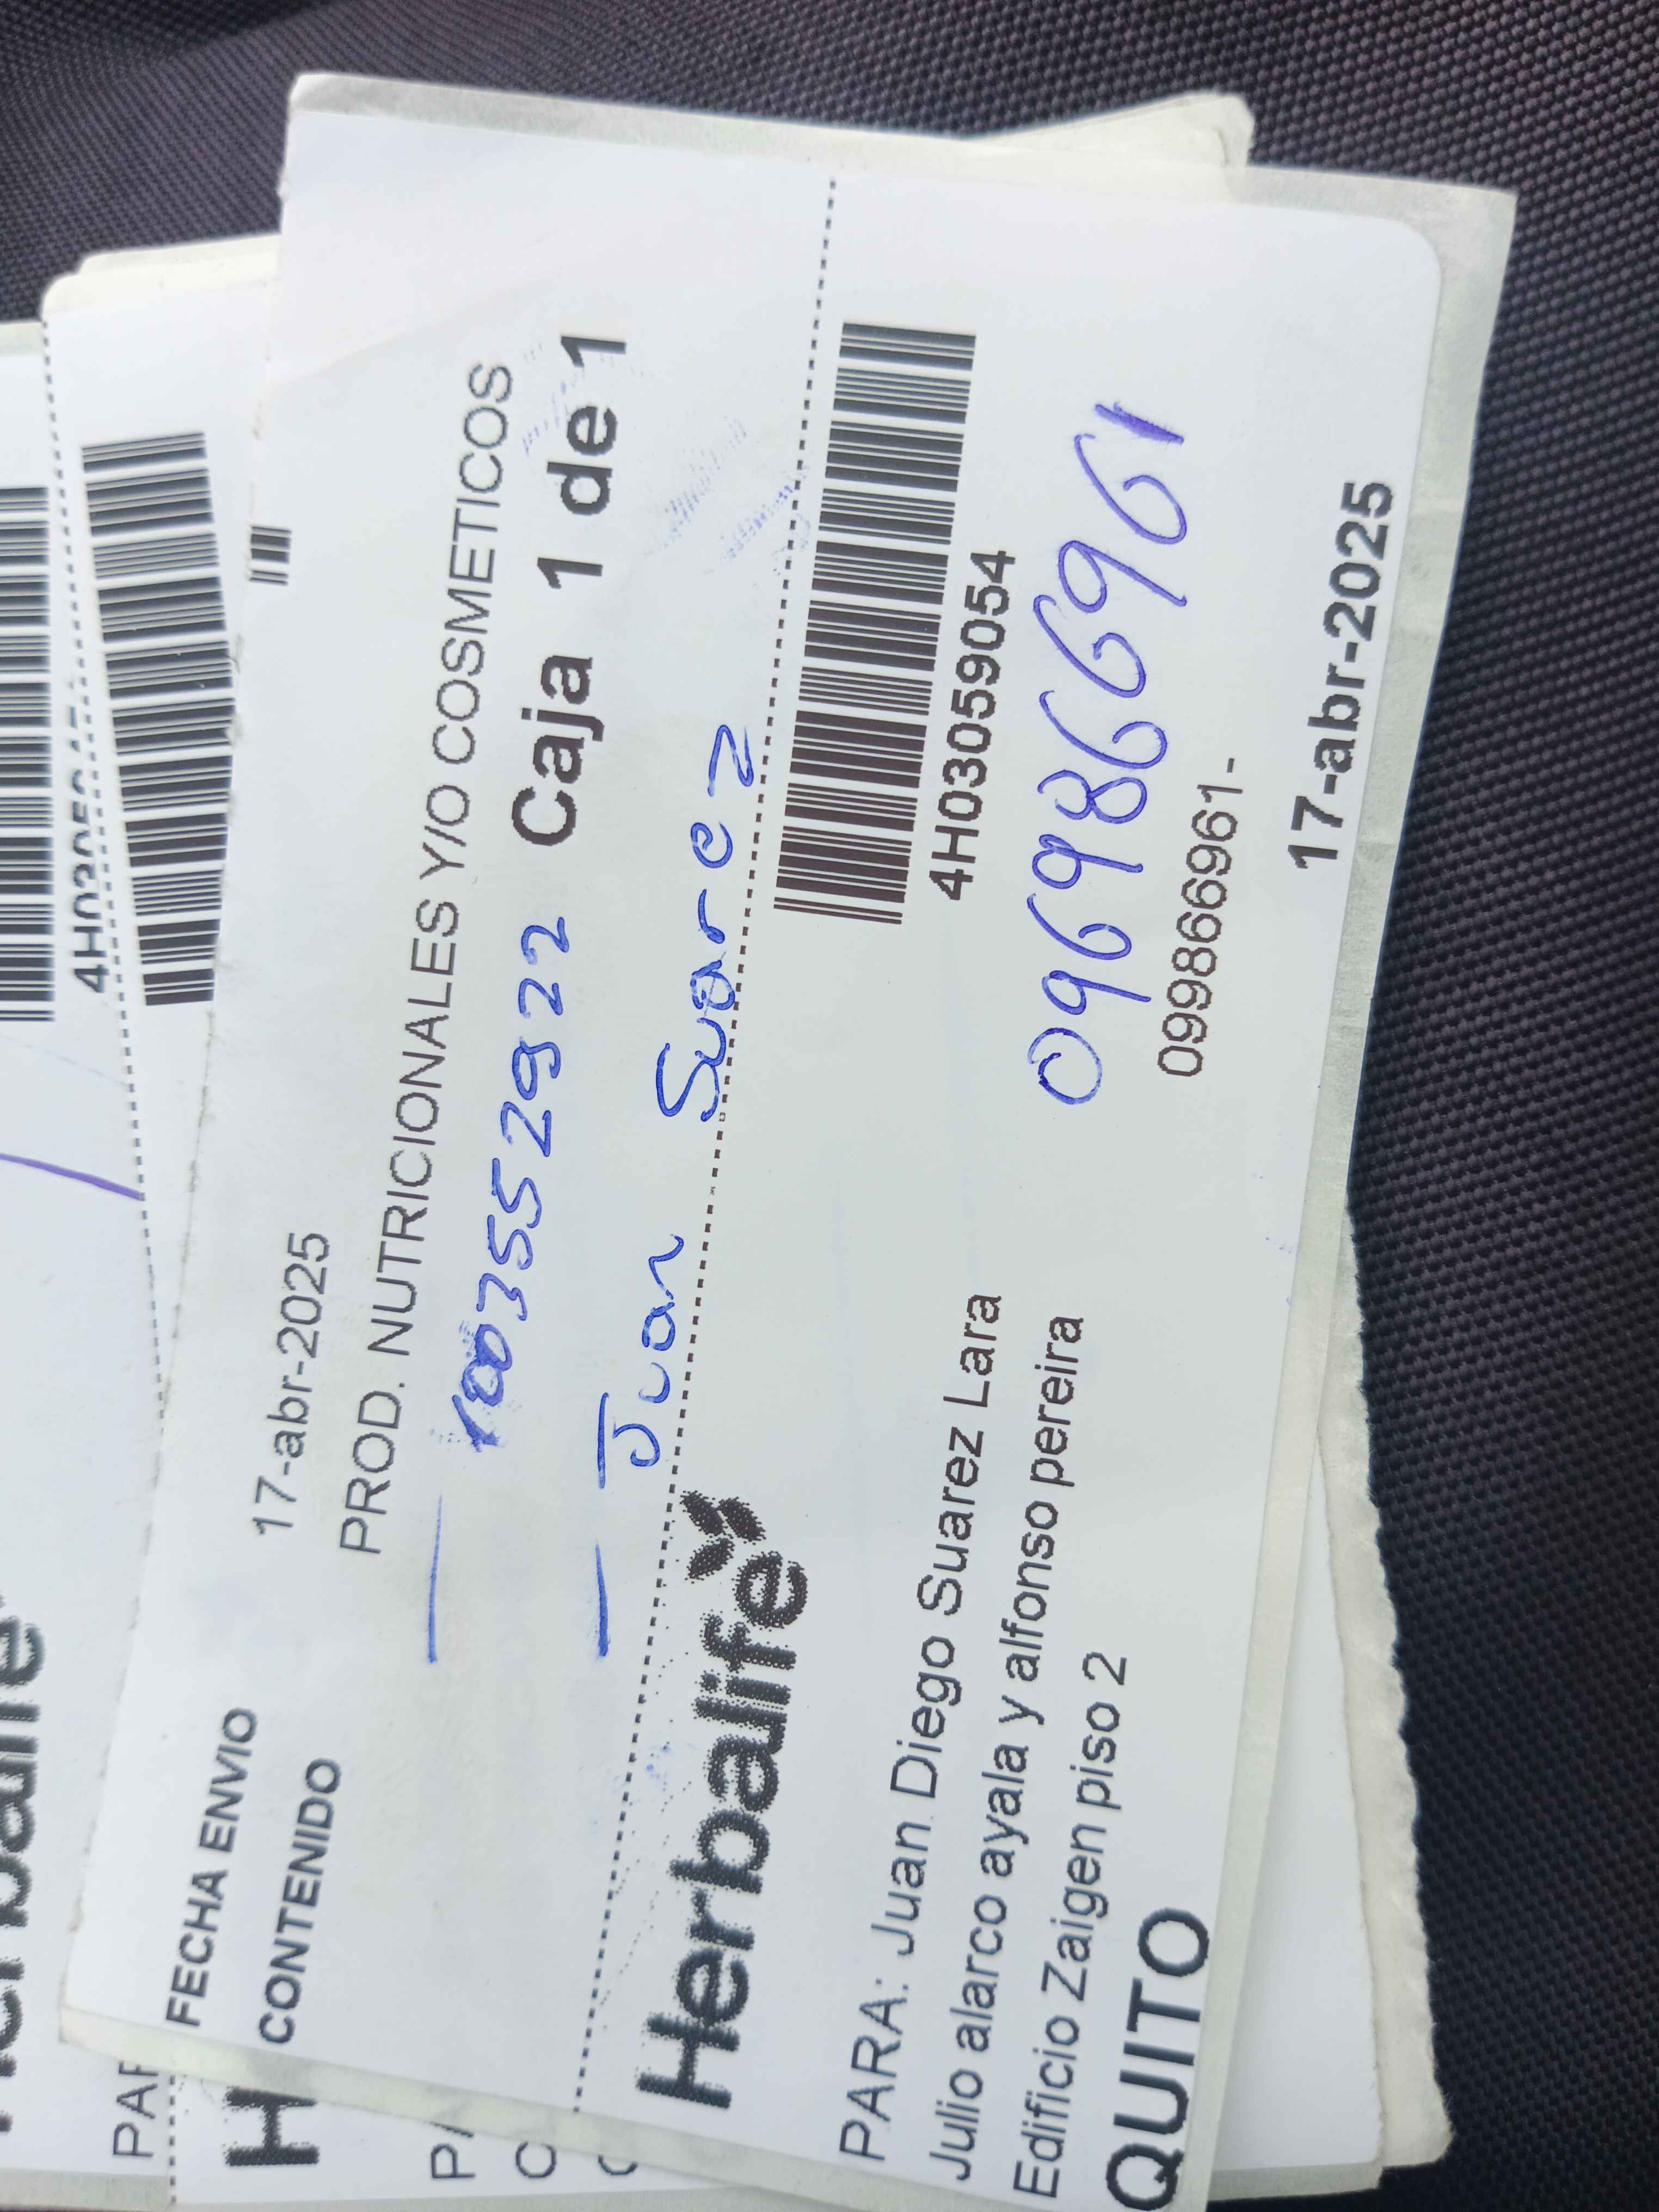 FECHA ENVIO 17-abr-2025
CONTENIDO PROD. NUTRICIONALES Y/O COSMETICOS
1003552922 Caja 1 de 1
Juan Suarez
Herbalife
4H03059054
PARA: Juan Diego Suarez Lara
Julio alarco ayala y alfonso pereira
0969866961
Edificio Zaigen piso 2
0998669961-
QUITO
17-abr-2025